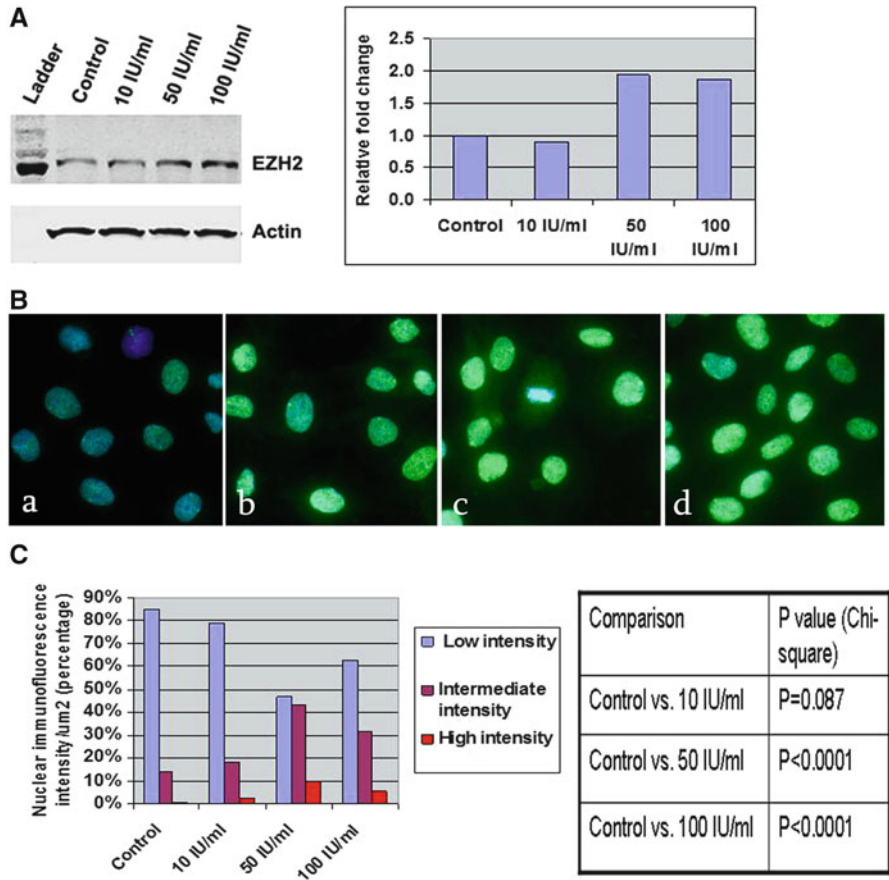 A
Ladder
Control
10 IU/ml
50 IU/ml
100 IU/ml
EZH2
Actin
Relative fold change
2.5
2.0
1.5
1.0
0.5
0.0
Control
10 IU/ml
50
IU/ml
100
IU/ml
B
a
b
c
d
C
Nuclear immunofluorescence
intensity/um2 (percentage)
90%
80%
70%
60%
50%
40%
30%
20%
10%
0%
Control
10 IU/ml
50 IU/ml
100 IU/ml
Low intensity
Intermediate
intensity
High intensity
Comparison
P value (Chi-
square)
Control vs. 10 IU/ml
P=0.087
Control vs. 50 IU/ml
P<0.0001
Control vs. 100 IU/ml
P<0.0001